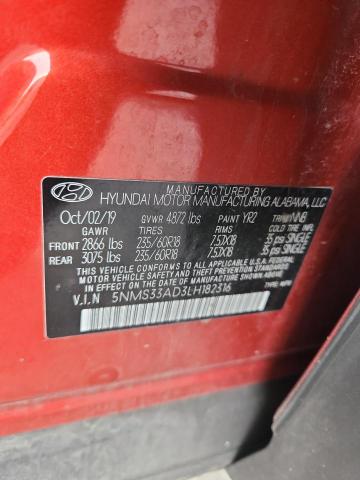 MANUFACTURED BY
HYUNDAI MOTOR MANUFACTURING ALABAMA, LLC
Oct/02/19 GVWR 4872 lbs PAINT YR2 TRIM NNB
GAWR TIRES RIMS
FRONT 2866 lbs 235/60R18 7.5JX18 35 psi SINGLE
REAR 3075 lbs 235/60R18 7.5JX18 35 psi SINGLE
THIS VEHICLE CONFORMS TO ALL APPLICABLE FEDERAL
MOTOR VEHICLE SAFETY, BUMPER, AND THEFT PREVENTION
STANDARDS IN EFFECT ON THE DATE OF MANUFACTURE SHOWN ABOVE.
V.I.N 5NMS33AD3LH182316
TYPE: MPV